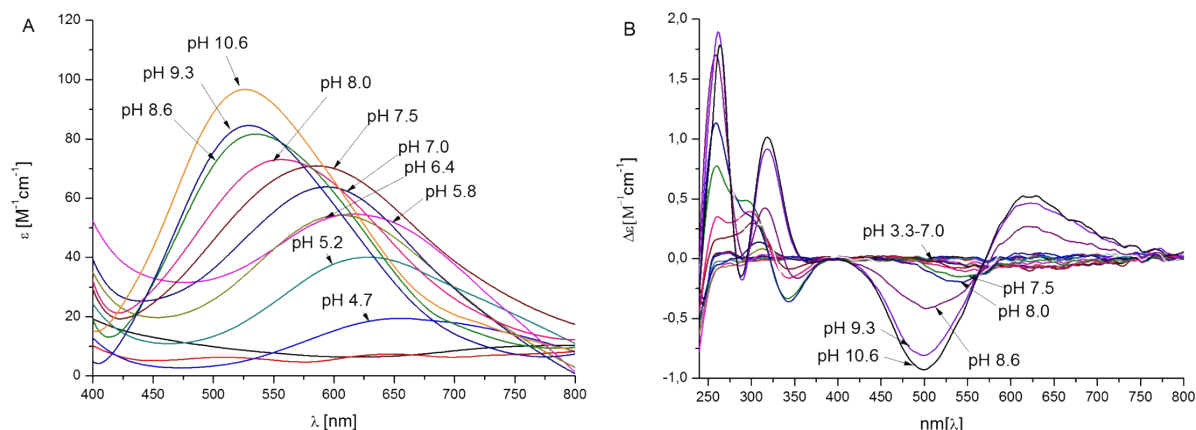 A
ε [M⁻¹ cm⁻¹]
120
100
80
60
40
20
0
pH 10.6
pH 9.3
pH 8.6
pH 8.0
pH 7.5
pH 7.0
pH 6.4
pH 5.8
pH 5.2
pH 4.7
400 450 500 550 600 650 700 750 800
λ [nm]
B
Δε[M⁻¹ cm⁻¹]
2,0
1,5
1,0
0,5
0,0
-0,5
-1,0
pH 3.3-7.0
pH 7.5
pH 8.0
pH 9.3
pH 8.6
pH 10.6
250 300 350 400 450 500 550 600 650 700 750 800
nm[λ]